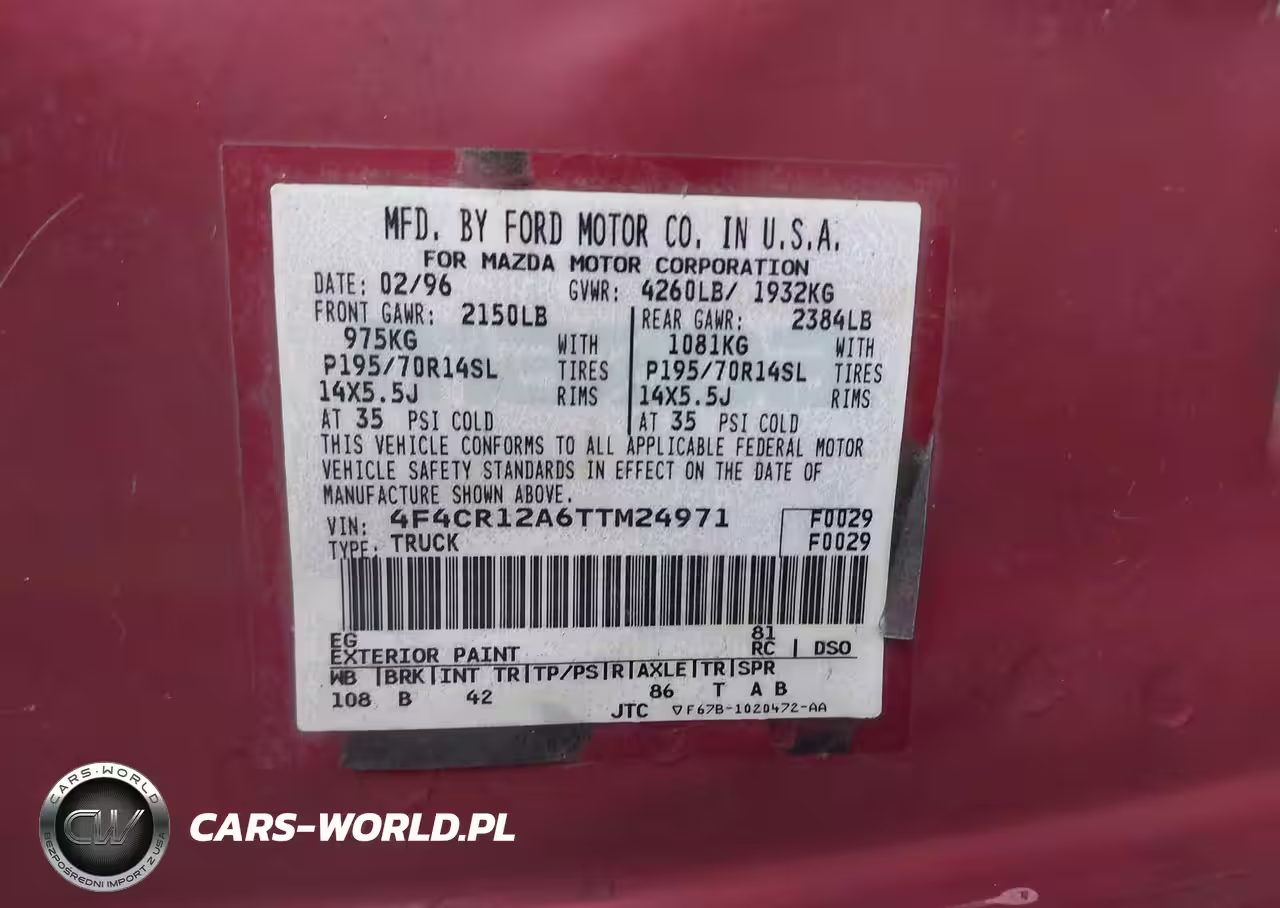 MFD. BY FORD MOTOR CO. IN U.S.A.
FOR MAZDA MOTOR CORPORATION
DATE: 02/96 GVWR: 4260LB/ 1932KG
FRONT GAWR: 2150LB REAR GAWR: 2384LB
975KG WITH 1081KG WITH
P195/70R14SL TIRES P195/70R14SL TIRES
14X5.5J RIMS 14X5.5J RIMS
AT 35 PSI COLD AT 35 PSI COLD
THIS VEHICLE CONFORMS TO ALL APPLICABLE FEDERAL MOTOR
VEHICLE SAFETY STANDARDS IN EFFECT ON THE DATE OF
MANUFACTURE SHOWN ABOVE.
VIN: 4F4CR12A6TTM24971 F0029
TYPE: TRUCK F0029
EG 81
EXTERIOR PAINT RC | DSO
WB |BRK|INT TR|TP/PS|R|AXLE|TR|SPR
108 B 42 86 T A B
JTC ▽F67B-1020472-AA
CARS-WORLD
CW
BEZPOŚREDNI IMPORT Z USA
CARS-WORLD.PL